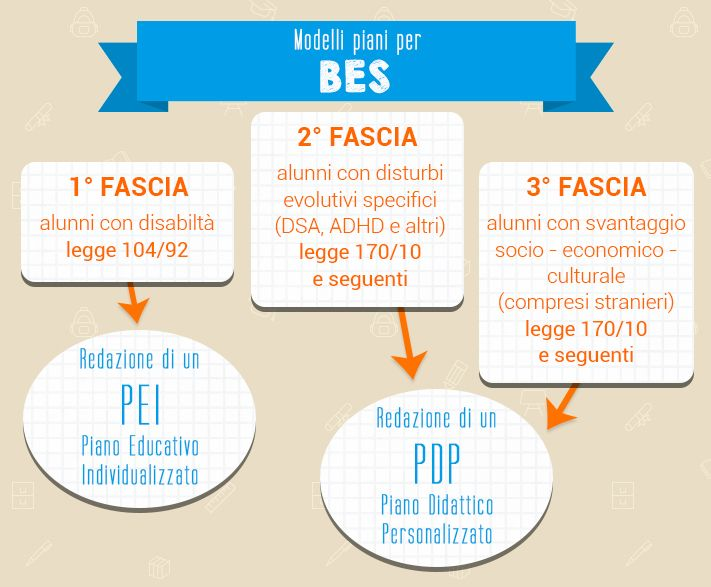 Modelli piani per
BES
1° FASCIA
alunni con disabiltà
legge 104/92
2° FASCIA
alunni con disturbi
evolutivi specifici
(DSA, ADHD e altri)
legge 170/10
e seguenti
3° FASCIA
alunni con svantaggio
socio - economico -
culturale
(compresi stranieri)
legge 170/10
e seguenti
Redazione di un
PEI
Piano Educativo
Individualizzato
Redazione di un
PDP
Piano Didattico
Personalizzato